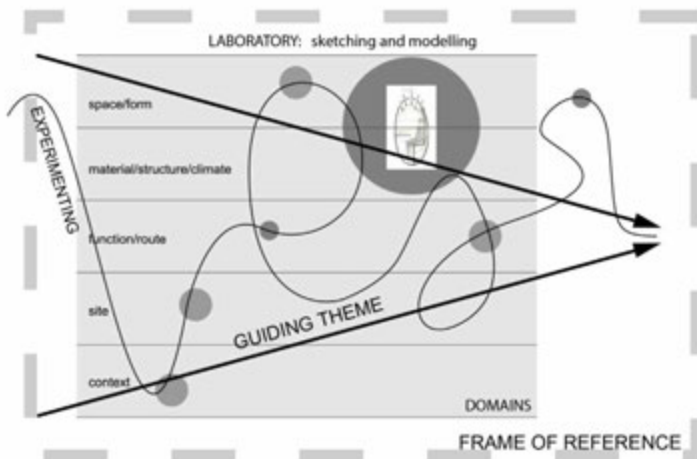 LABORATORY: sketching and modelling
space/form
EXPERIMENTING
material/structure/climate
function/route
site
GUIDING THEME
context
DOMAINS
FRAME OF REFERENCE